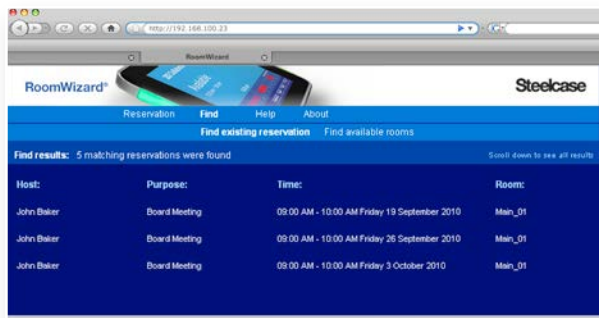 http://192.168.100.23
RoomWizard
RoomWizard®
Steelcase
Reservation Find Help About
Find existing reservation Find available rooms
Find results: 5 matching reservations were found Scroll down to see all results
Host: Purpose: Time: Room:
John Baker Board Meeting 09:00 AM - 10:00 AM Friday 19 September 2010 Main_01
John Baker Board Meeting 09:00 AM - 10:00 AM Friday 26 September 2010 Main_01
John Baker Board Meeting 09:00 AM - 10:00 AM Friday 3 October 2010 Main_01